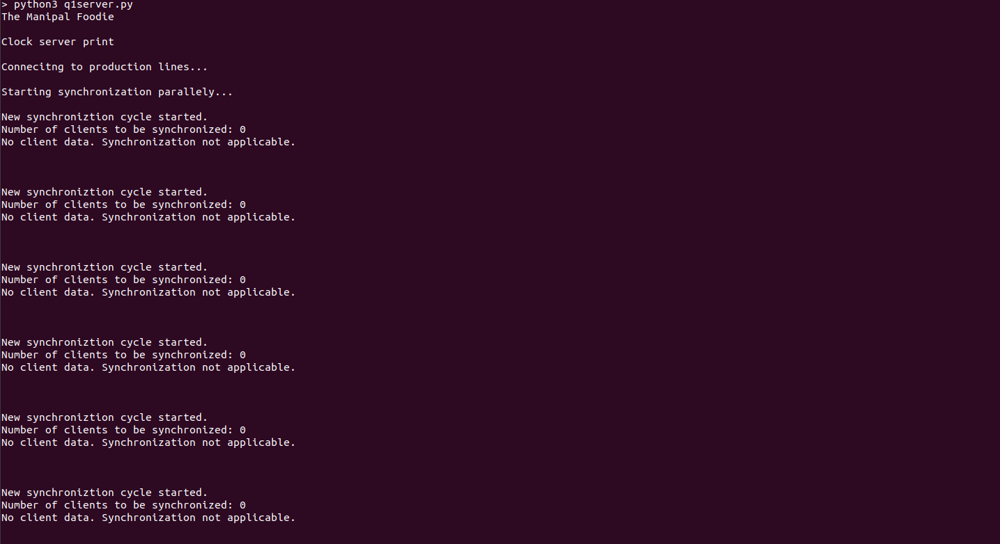 > python3 q1server.py
The Manipal Foodie
Clock server print
Connecitng to production lines...
Starting synchronization parallely...
New synchroniztion cycle started.
Number of clients to be synchronized: 0
No client data. Synchronization not applicable.
New synchroniztion cycle started.
Number of clients to be synchronized: 0
No client data. Synchronization not applicable.
New synchroniztion cycle started.
Number of clients to be synchronized: 0
No client data. Synchronization not applicable.
New synchroniztion cycle started.
Number of clients to be synchronized: 0
No client data. Synchronization not applicable.
New synchroniztion cycle started.
Number of clients to be synchronized: 0
No client data. Synchronization not applicable.
New synchroniztion cycle started.
Number of clients to be synchronized: 0
No client data. Synchronization not applicable.